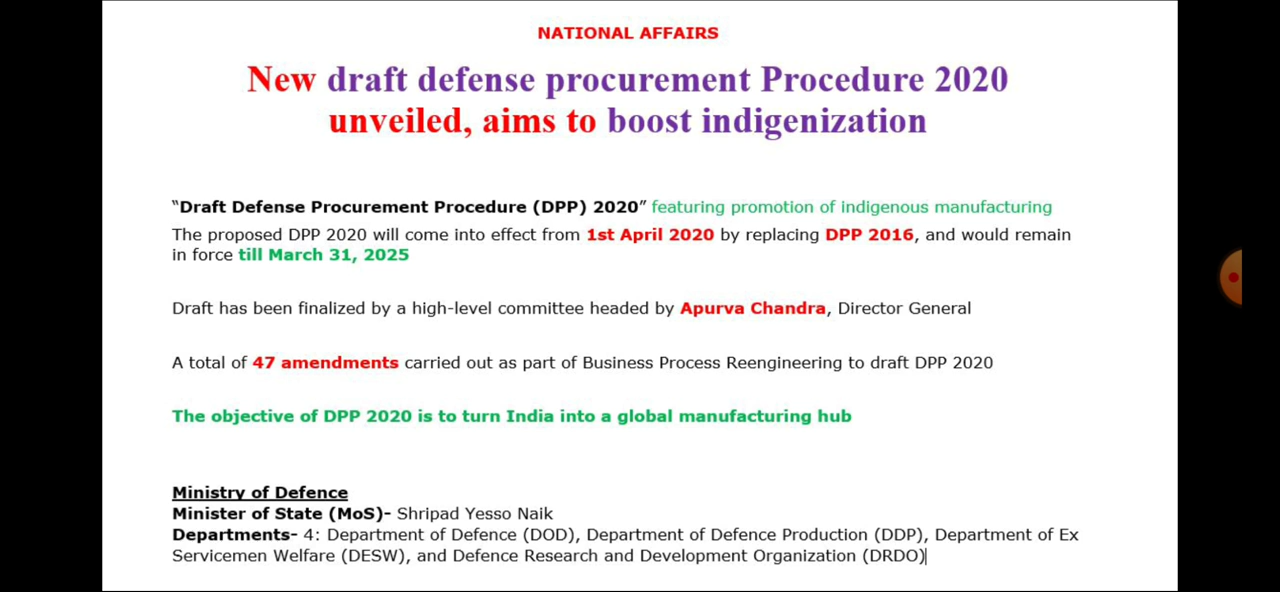 NATIONAL AFFAIRS
New draft defense procurement Procedure 2020
unveiled, aims to boost indigenization
“Draft Defense Procurement Procedure (DPP) 2020” featuring promotion of indigenous manufacturing
The proposed DPP 2020 will come into effect from 1st April 2020 by replacing DPP 2016, and would remain
in force till March 31, 2025
Draft has been finalized by a high-level committee headed by Apurva Chandra, Director General
A total of 47 amendments carried out as part of Business Process Reengineering to draft DPP 2020
The objective of DPP 2020 is to turn India into a global manufacturing hub
Ministry of Defence
Minister of State (MoS)- Shripad Yesso Naik
Departments- 4: Department of Defence (DOD), Department of Defence Production (DDP), Department of Ex
Servicemen Welfare (DESW), and Defence Research and Development Organization (DRDO)